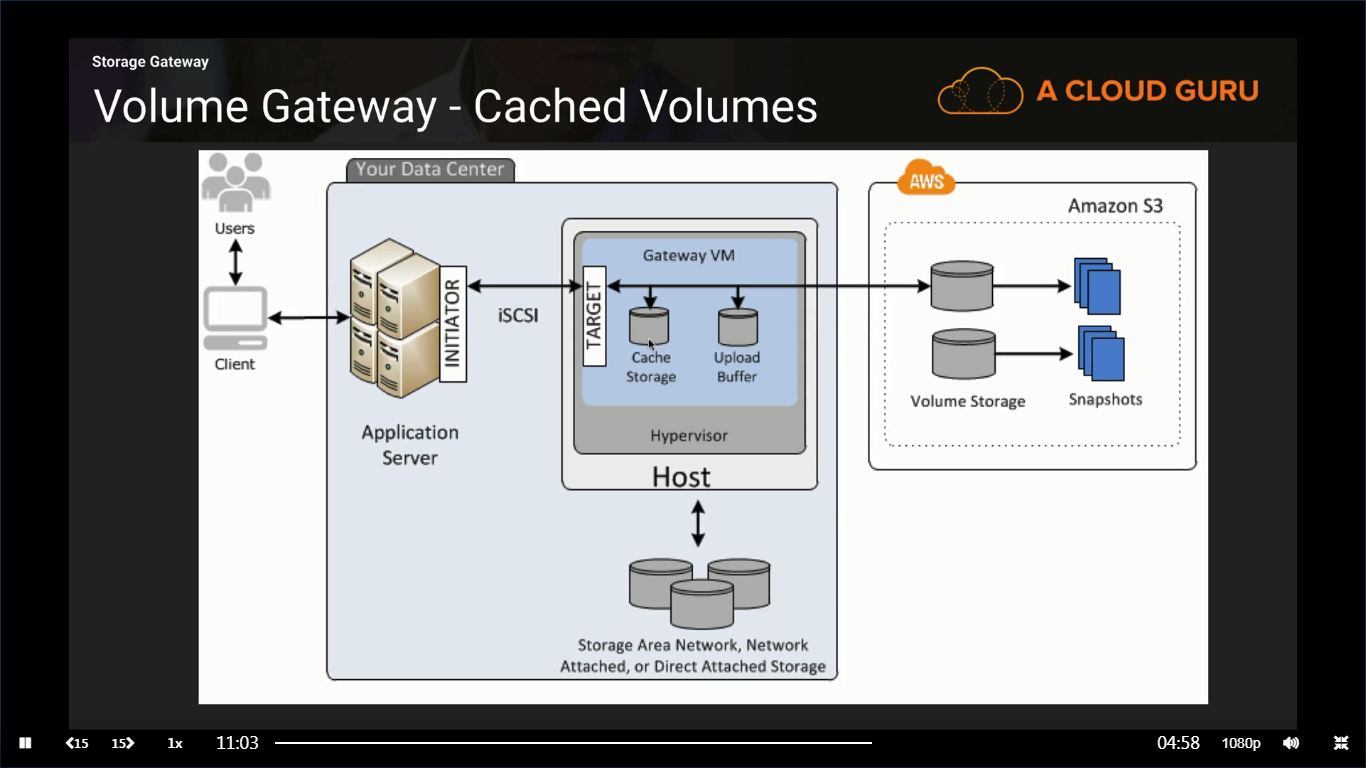 Storage Gateway
Volume Gateway - Cached Volumes
A CLOUD GURU
Users
Client
Your Data Center
Application
Server
INITIATOR
iSCSI
TARGET
Gateway VM
Cache
Storage
Upload
Buffer
Hypervisor
Host
Storage Area Network, Network
Attached, or Direct Attached Storage
AWS
Amazon S3
Volume Storage
Snapshots
15
15
1x
11:03
04:58
1080p